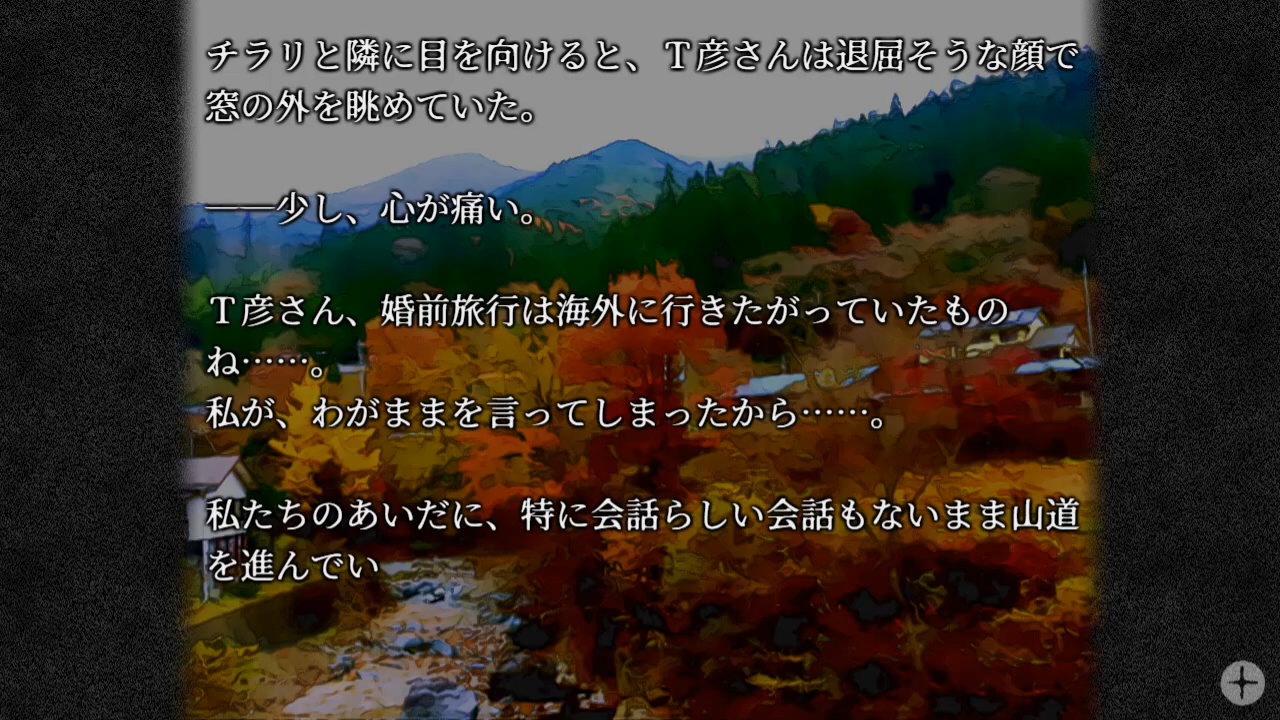 チラリと隣に目を向けると、Ｔ彦さんは退屈そうな顔で
窓の外を眺めていた。
――少し、心が痛い。
Ｔ彦さん、婚前旅行は海外に行きたがっていたもの
ね……。
私が、わがままを言ってしまったから……。
私たちのあいだに、特に会話らしい会話もないまま山道
を進んでい